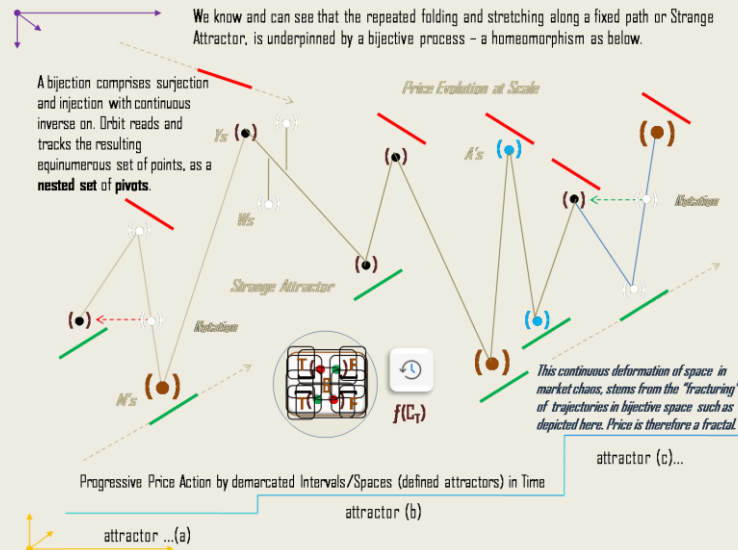 We know and can see that the repeated folding and stretching along a fixed path or Strange
Attractor, is underpinned by a bijective process – a homeomorphism as below.
A bijection comprises surjection
and injection with continuous
inverse on. Orbit reads and
tracks the resulting
equinumerous set of points, as a
nested set of pivots.
Price Evolution at Scale
Ys
A's
Ws
Notation
Strange Attractor
Notation
M's
T
F
B
T
F
f(C_T)
This continuous deformation of space in
market chaos, stems from the "fracturing"
of trajectories in bijective space such as
depicted here. Price is therefore a fractal.
Progressive Price Action by demarcated Intervals/Spaces (defined attractors) in Time
attractor (c)...
attractor (b)
attractor ...(a)